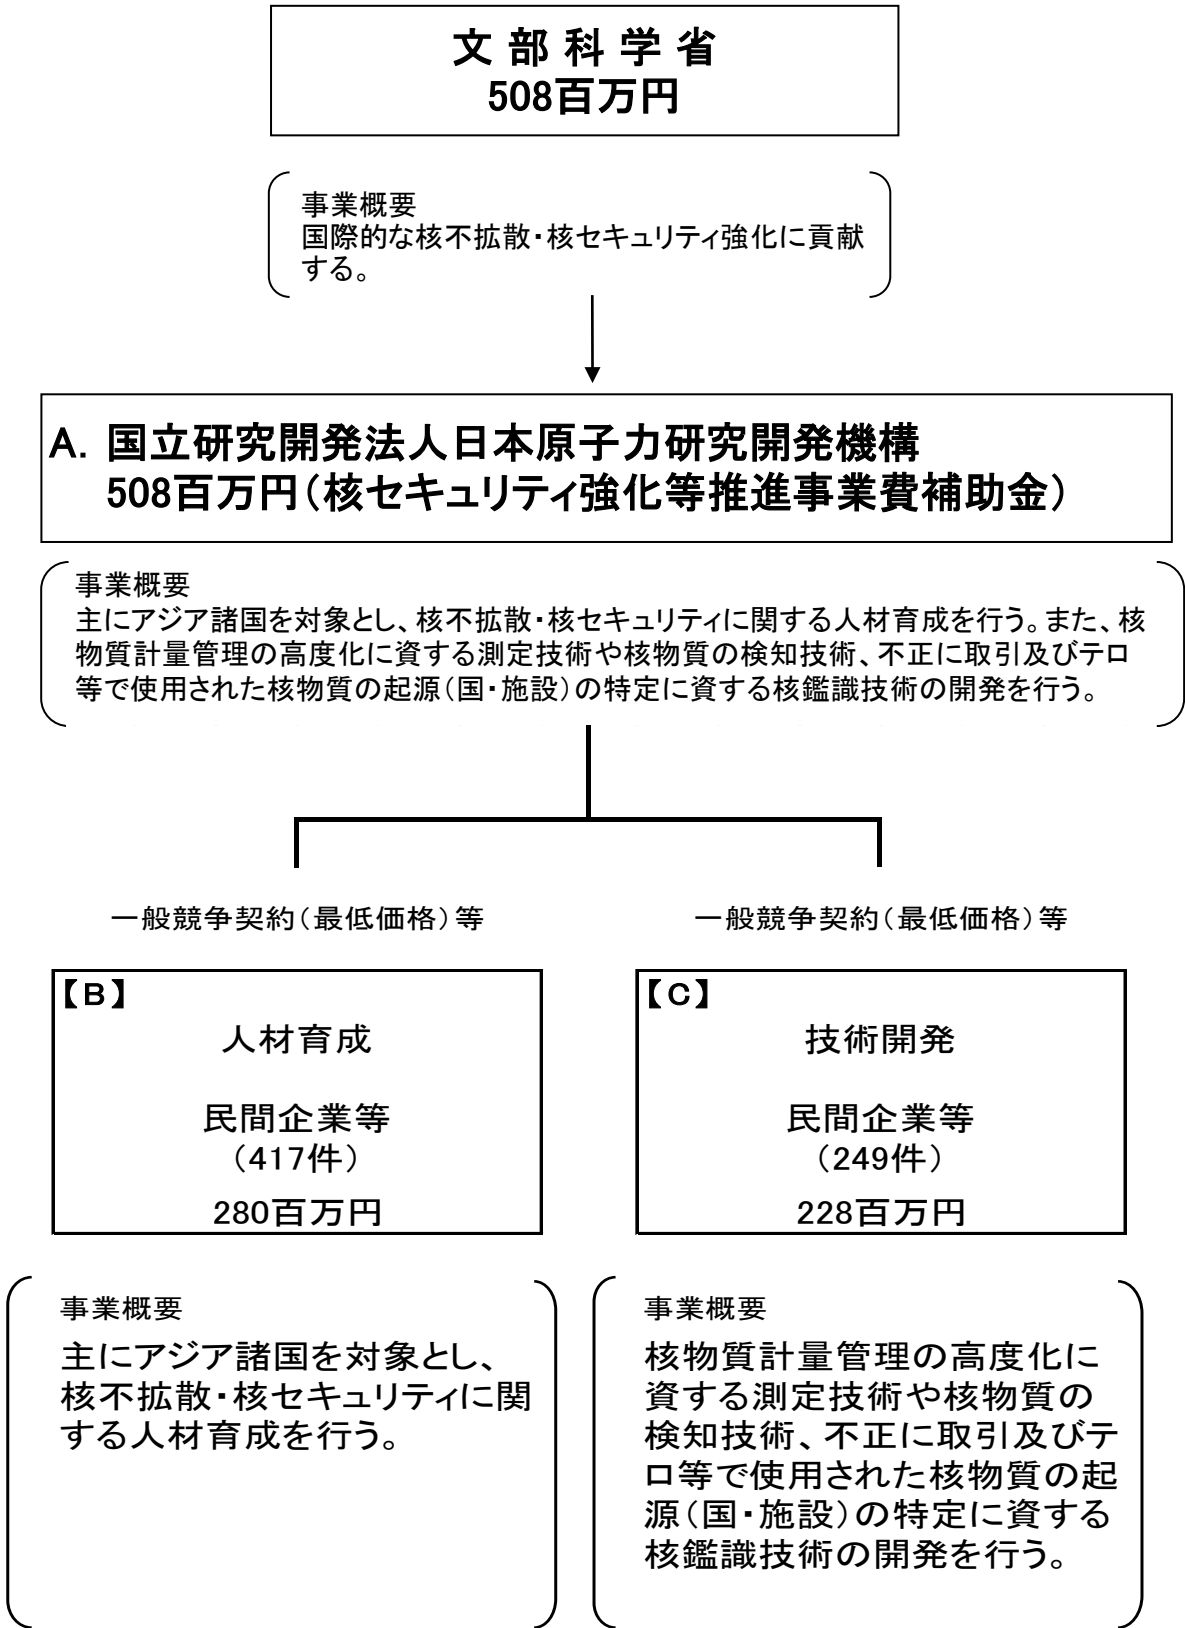 文部科学省
508百万円
事業概要
国際的な核不拡散・核セキュリティ強化に貢献
する。
A. 国立研究開発法人日本原子力研究開発機構
508百万円（核セキュリティ強化等推進事業費補助金）
事業概要
主にアジア諸国を対象とし、核不拡散・核セキュリティに関する人材育成を行う。また、核
物質計量管理の高度化に資する測定技術や核物質の検知技術、不正に取引及びテロ
等で使用された核物質の起源（国・施設）の特定に資する核鑑識技術の開発を行う。
一般競争契約（最低価格）等
【B】
人材育成
民間企業等
（417件）
280百万円
事業概要
主にアジア諸国を対象とし、
核不拡散・核セキュリティに関
する人材育成を行う。
一般競争契約（最低価格）等
【C】
技術開発
民間企業等
（249件）
228百万円
事業概要
核物質計量管理の高度化に
資する測定技術や核物質の
検知技術、不正に取引及びテ
ロ等で使用された核物質の起
源（国・施設）の特定に資する
核鑑識技術の開発を行う。